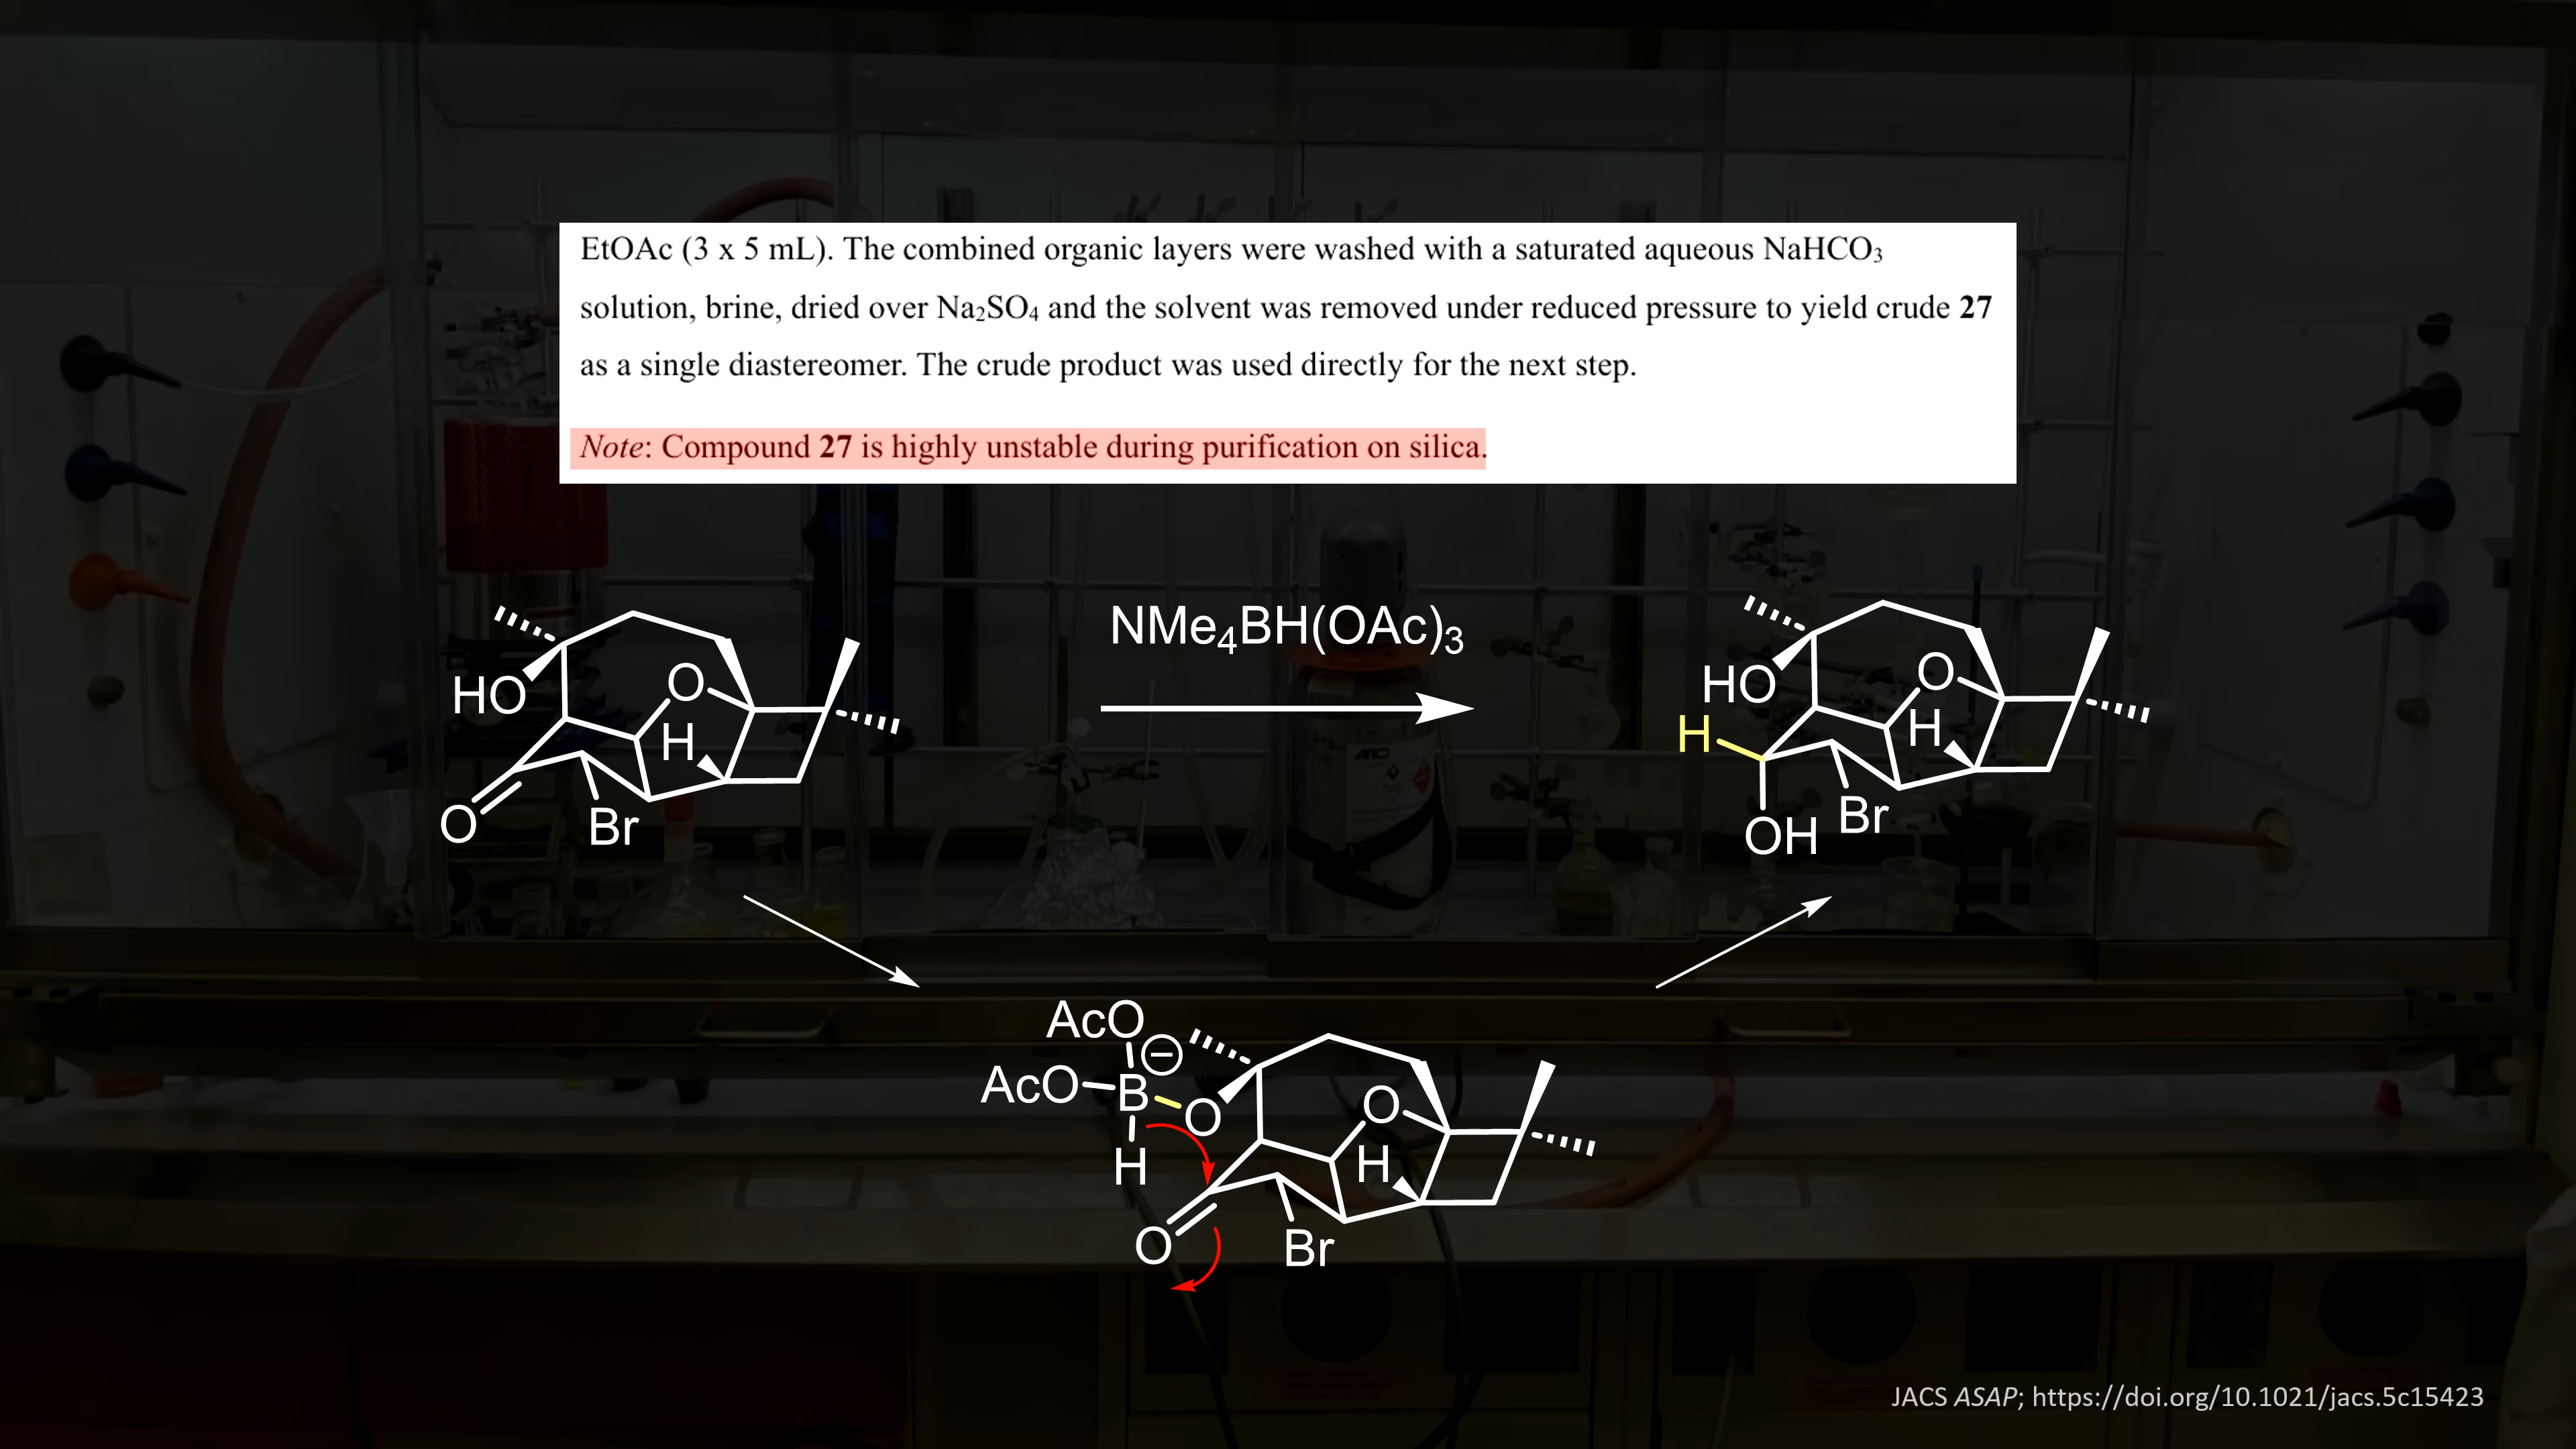 EtOAc (3 x 5 mL). The combined organic layers were washed with a saturated aqueous NaHCO₃
solution, brine, dried over Na₂SO₄ and the solvent was removed under reduced pressure to yield crude 27
as a single diastereomer. The crude product was used directly for the next step.
Note: Compound 27 is highly unstable during purification on silica.
NMe₄BH(OAc)₃
HO
O
H
O
Br
HO
O
H
H
OH
Br
AcO
AcO
B
O
H
O
H
O
Br
ARCI
JACS ASAP; https://doi.org/10.1021/jacs.5c15423